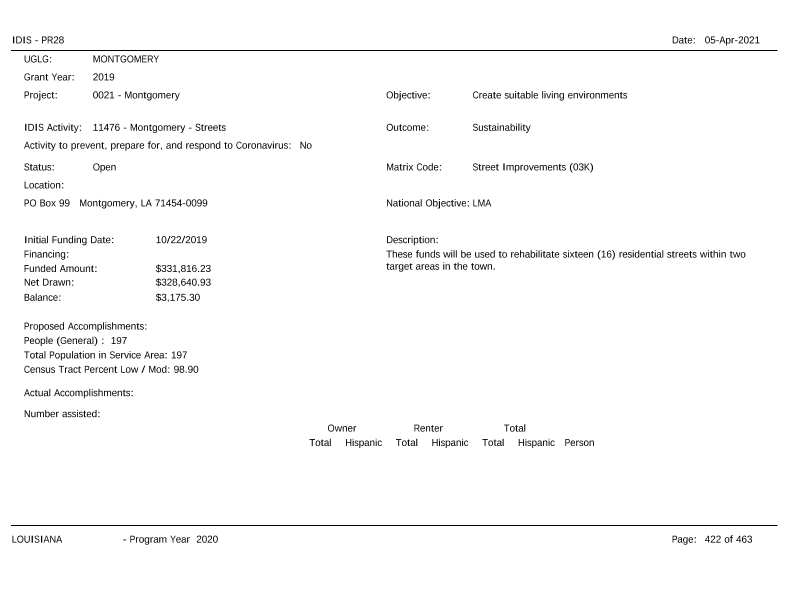 IDIS - PR28 Date: 05-Apr-2021
UGLG: MONTGOMERY
Grant Year: 2019
Project: 0021 - Montgomery Objective: Create suitable living environments
IDIS Activity: 11476 - Montgomery - Streets Outcome: Sustainability
Activity to prevent, prepare for, and respond to Coronavirus: No
Status: Open Matrix Code: Street Improvements (03K)
Location:
PO Box 99 Montgomery, LA 71454-0099 National Objective: LMA
Initial Funding Date: 10/22/2019 Description:
Financing: These funds will be used to rehabilitate sixteen (16) residential streets within two
Funded Amount: $331,816.23 target areas in the town.
Net Drawn: $328,640.93
Balance: $3,175.30
Proposed Accomplishments:
People (General) : 197
Total Population in Service Area: 197
Census Tract Percent Low / Mod: 98.90
Actual Accomplishments:
Number assisted:
Owner Renter Total
Total Hispanic Total Hispanic Total Hispanic Person
LOUISIANA - Program Year 2020 Page: 422 of 463